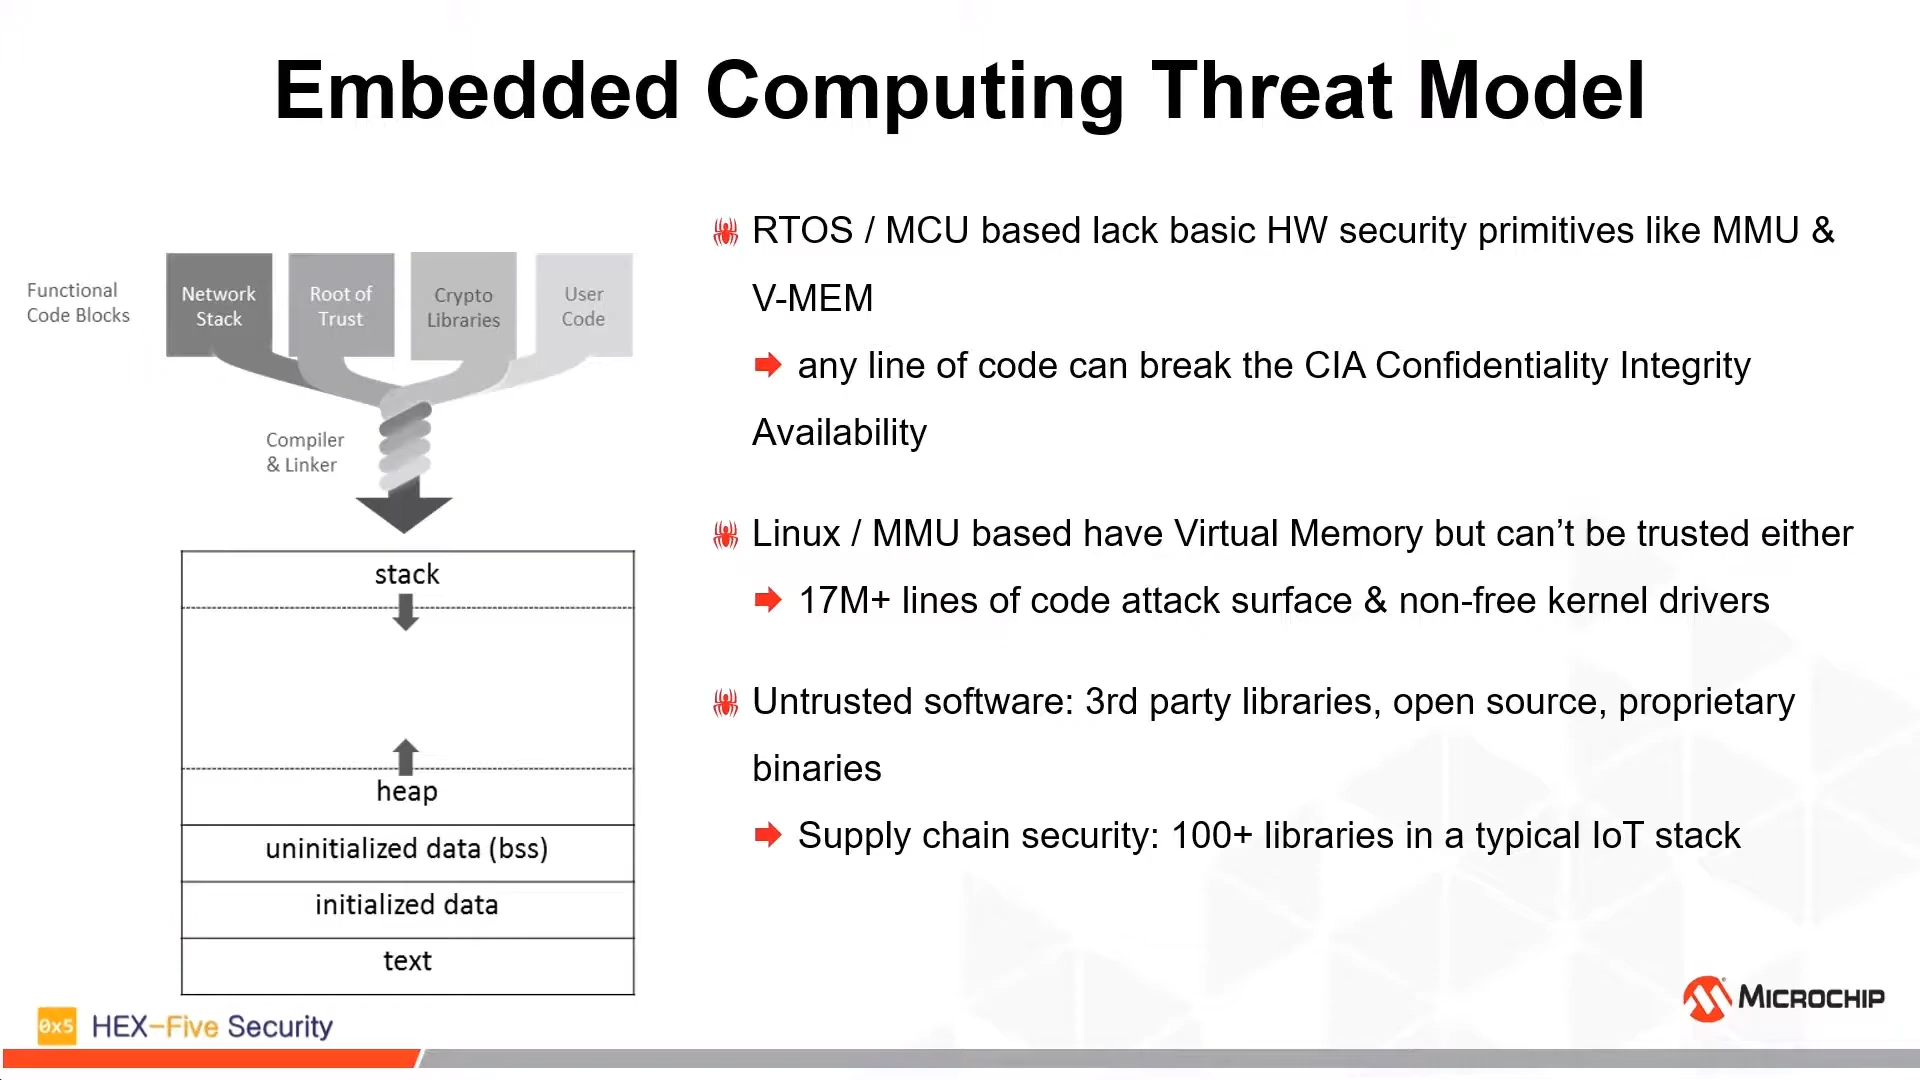 Embedded Computing Threat Model
Functional
Code Blocks
Network
Stack
Root of
Trust
Crypto
Libraries
User
Code
Compiler
& Linker
stack
heap
uninitialized data (bss)
initialized data
text
RTOS / MCU based lack basic HW security primitives like MMU &
V-MEM
any line of code can break the CIA Confidentiality Integrity
Availability
Linux / MMU based have Virtual Memory but can’t be trusted either
17M+ lines of code attack surface & non-free kernel drivers
Untrusted software: 3rd party libraries, open source, proprietary
binaries
Supply chain security: 100+ libraries in a typical IoT stack
0x5 HEX-Five Security
MICROCHIP